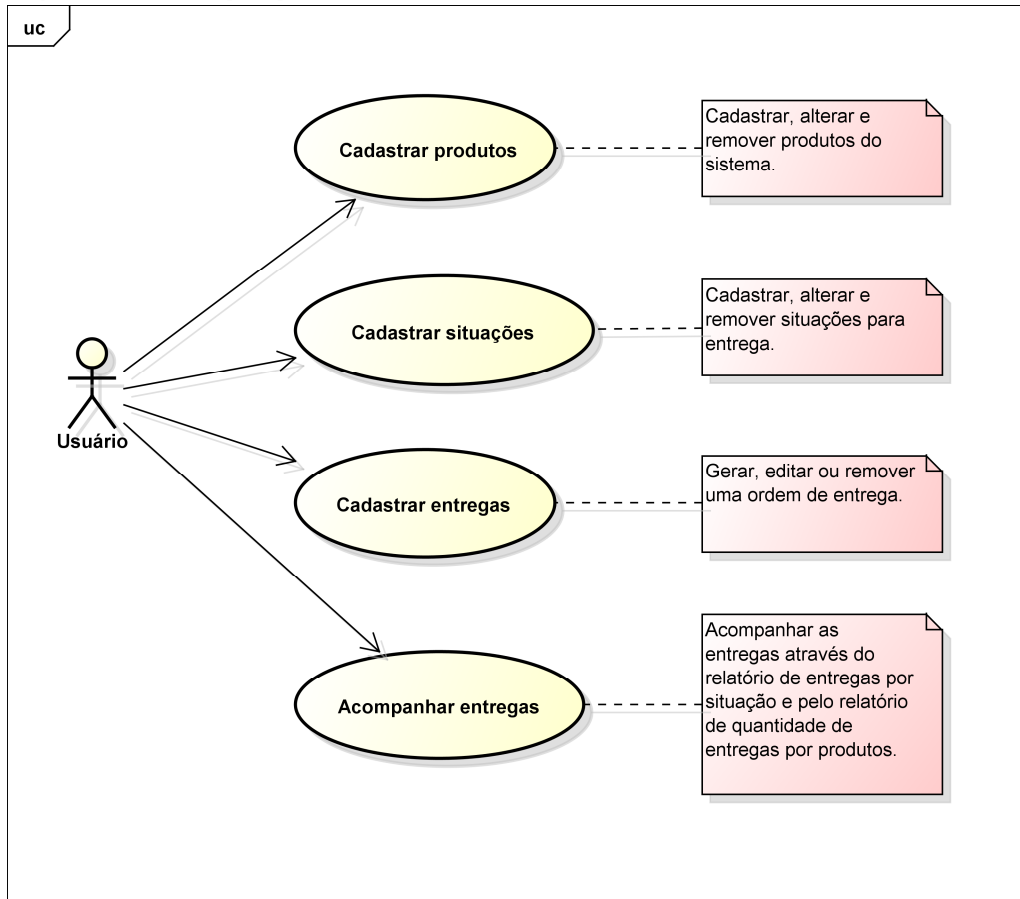 uc
Cadastrar produtos
Cadastrar, alterar e
remover produtos do
sistema.
Cadastrar situações
Cadastrar, alterar e
remover situações para
entrega.
Usuário
Cadastrar entregas
Gerar, editar ou remover
uma ordem de entrega.
Acompanhar entregas
Acompanhar as
entregas através do
relatório de entregas por
situação e pelo relatório
de quantidade de
entregas por produtos.